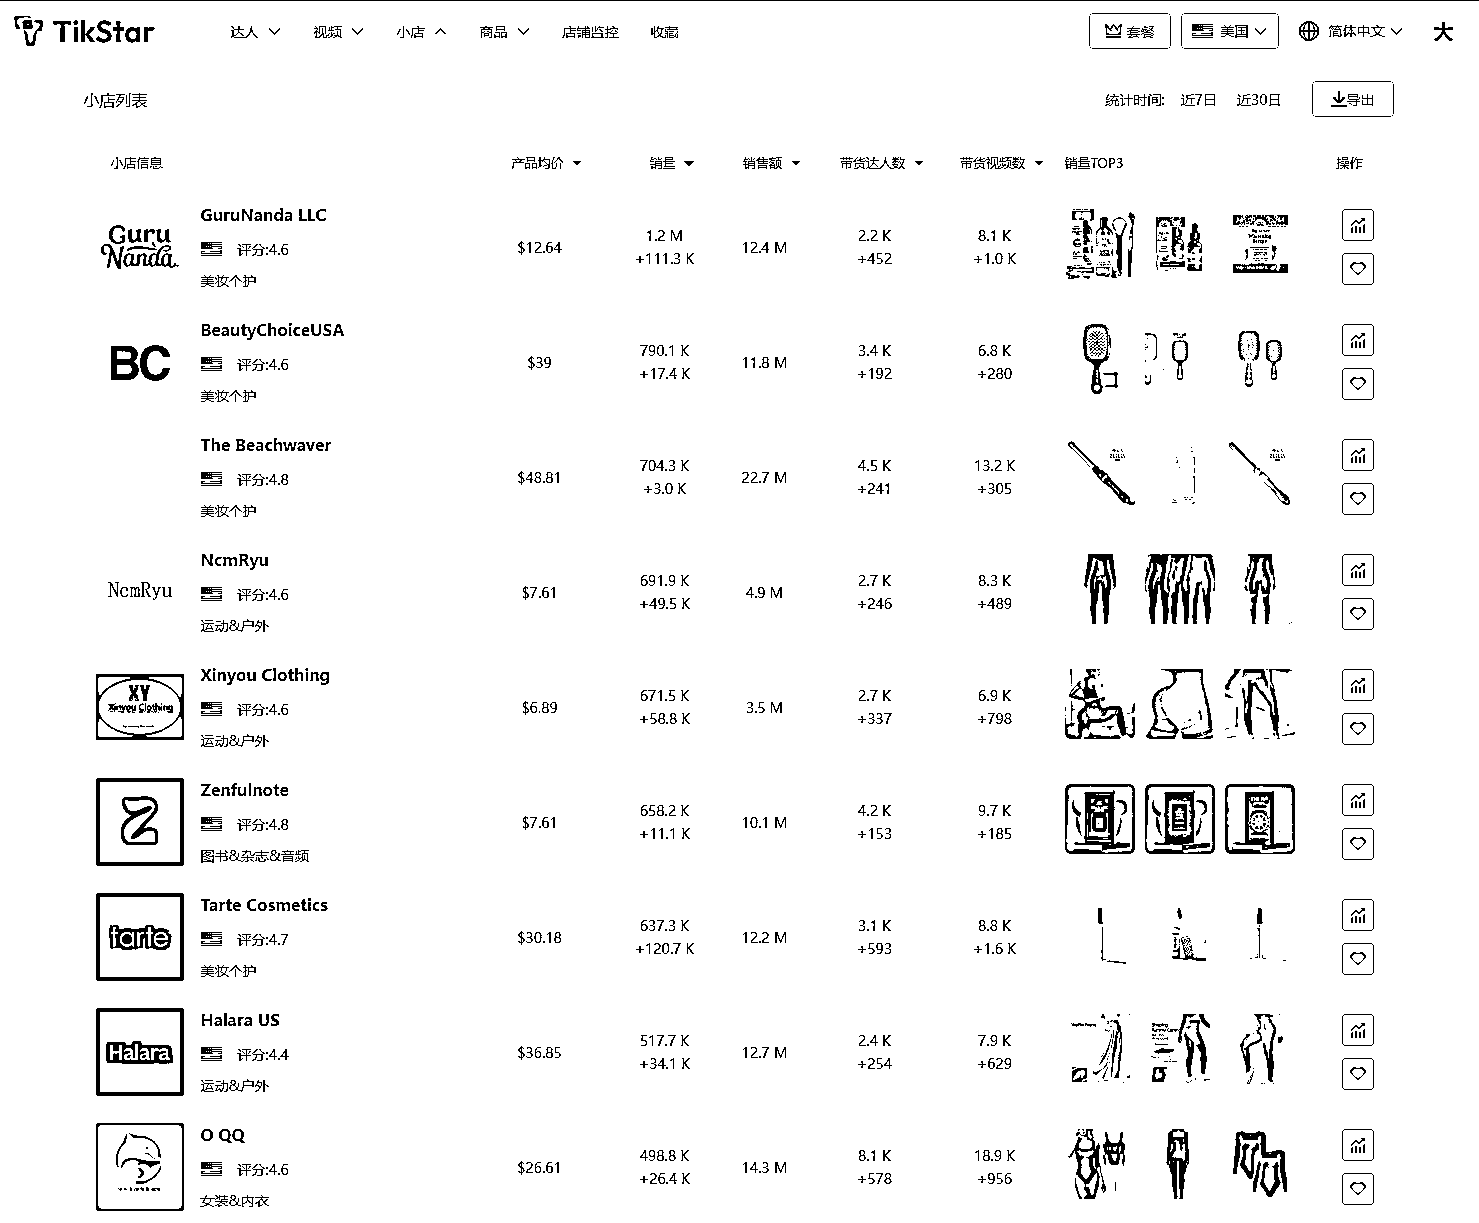 TikStar
达人
视频
小店
商品
店铺监控
收藏
套餐
美国
简体中文
大
小店列表
统计时间:
近7日
近30日
导出
小店信息
产品均价
销量
销售额
带货达人数
带货视频数
销量TOP3
操作
Guru Nanda
GuruNanda LLC
评分:4.6
美妆个护
$12.64
1.2 M
+111.3 K
12.4 M
2.2 K
+452
8.1 K
+1.0 K
BC
BeautyChoiceUSA
评分:4.6
美妆个护
$39
790.1 K
+17.4 K
11.8 M
3.4 K
+192
6.8 K
+280
The Beachwaver
评分:4.8
美妆个护
$48.81
704.3 K
+3.0 K
22.7 M
4.5 K
+241
13.2 K
+305
NcmRyu
NcmRyu
评分:4.6
运动&户外
$7.61
691.9 K
+49.5 K
4.9 M
2.7 K
+246
8.3 K
+489
XY
Xinyou Clothing
Xinyou Clothing
评分:4.6
运动&户外
$6.89
671.5 K
+58.8 K
3.5 M
2.7 K
+337
6.9 K
+798
Z
Zenfulnote
评分:4.8
图书&杂志&音频
$7.61
658.2 K
+11.1 K
10.1 M
4.2 K
+153
9.7 K
+185
tarte
Tarte Cosmetics
评分:4.7
美妆个护
$30.18
637.3 K
+120.7 K
12.2 M
3.1 K
+593
8.8 K
+1.6 K
Halara
Halara US
评分:4.4
运动&户外
$36.85
517.7 K
+34.1 K
12.7 M
2.4 K
+254
7.9 K
+629
O QQ
评分:4.6
女装&内衣
$26.61
498.8 K
+26.4 K
14.3 M
8.1 K
+578
18.9 K
+956